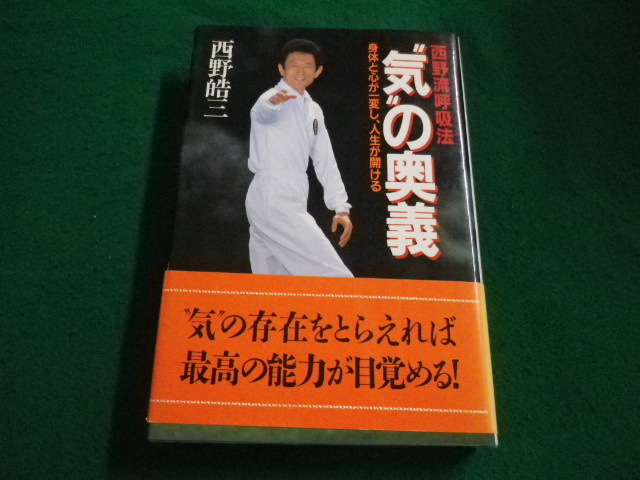 西野流呼吸法
〝気〟の奥義
身体と心が一変し、人生が開ける
西野皓三
〝気〟の存在をとらえれば
最高の能力が目覚める!